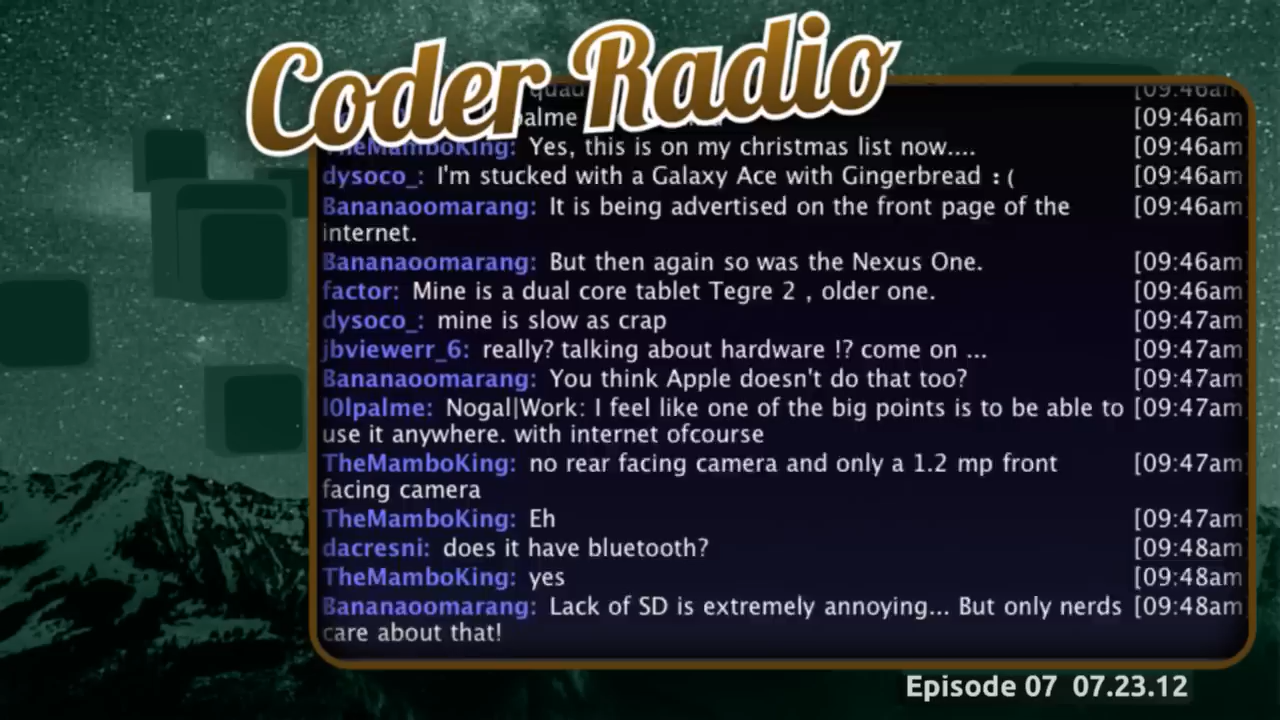 Coder Radio
quad
[09:46am
palme
[09:46am
TheMamboKing: Yes, this is on my christmas list now.... [09:46am
dysoco_: I'm stucked with a Galaxy Ace with Gingerbread :( [09:46am
Bananaoomarang: It is being advertised on the front page of the [09:46am
internet.
Bananaoomarang: But then again so was the Nexus One. [09:46am
factor: Mine is a dual core tablet Tegre 2 , older one. [09:46am
dysoco_: mine is slow as crap [09:47am
jbviewerr_6: really? talking about hardware !? come on ... [09:47am
Bananaoomarang: You think Apple doesn't do that too? [09:47am
l0lpalme: Nogal|Work: I feel like one of the big points is to be able to [09:47am
use it anywhere. with internet ofcourse
TheMamboKing: no rear facing camera and only a 1.2 mp front [09:47am
facing camera
TheMamboKing: Eh [09:47am
dacresni: does it have bluetooth? [09:48am
TheMamboKing: yes [09:48am
Bananaoomarang: Lack of SD is extremely annoying... But only nerds [09:48am
care about that!
Episode 07 07.23.12